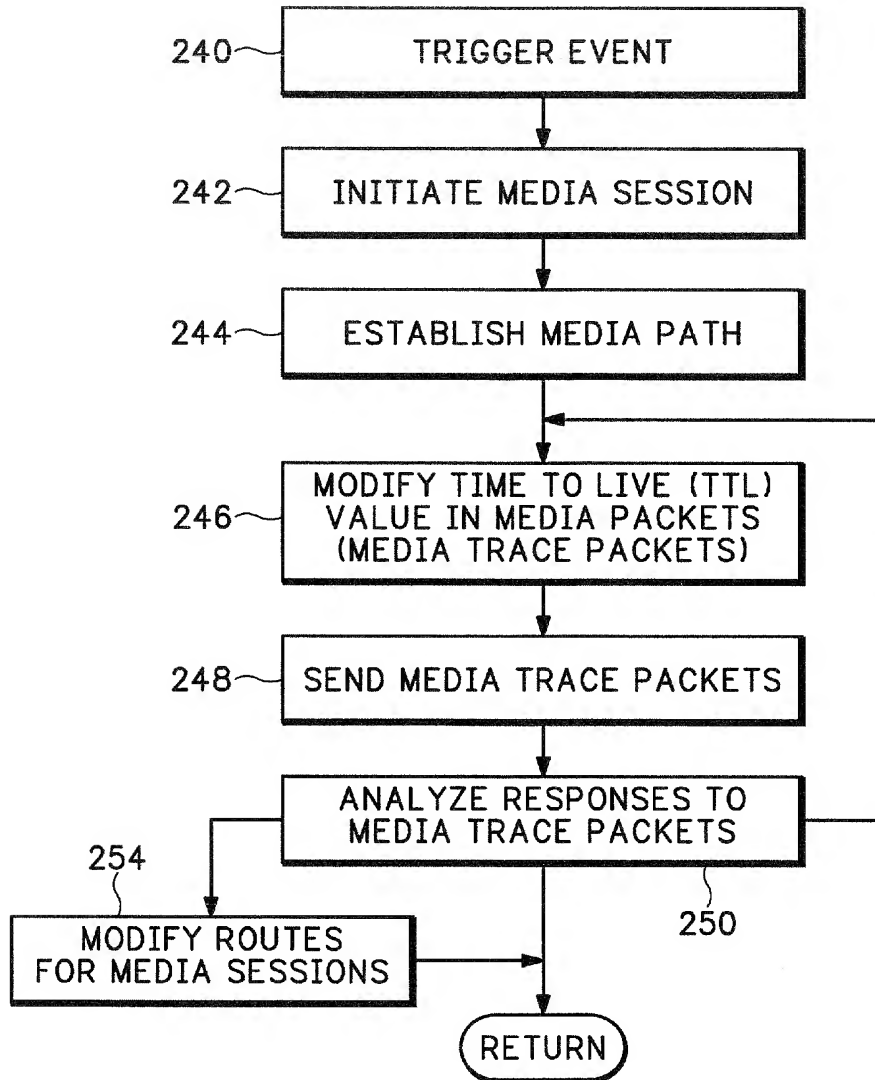 240
TRIGGER EVENT
242
INITIATE MEDIA SESSION
244
ESTABLISH MEDIA PATH
246
MODIFY TIME TO LIVE (TTL)
VALUE IN MEDIA PACKETS
(MEDIA TRACE PACKETS)
248
SEND MEDIA TRACE PACKETS
ANALYZE RESPONSES TO
MEDIA TRACE PACKETS
250
254
MODIFY ROUTES
FOR MEDIA SESSIONS
RETURN